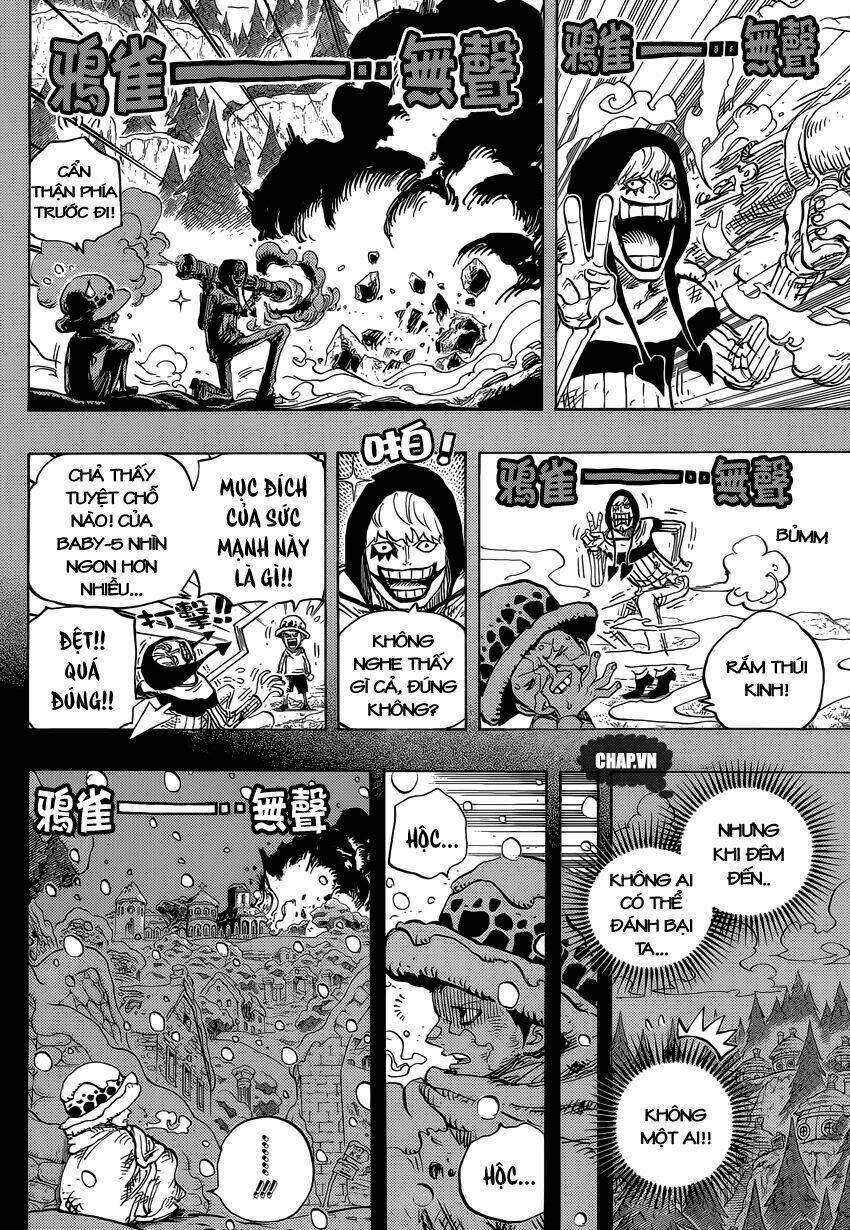 鴉雀——‥無聲
CẨN
THẬN PHÍA
TRƯỚC ĐI!
鴉雀——‥無聲
CHẢ THẤY
TUYỆT CHỖ
NÀO! CỦA
BABY-5 NHÌN
NGON HƠN
NHIỀU...
MỤC ĐÍCH
CỦA SỨC
MẠNH NÀY
LÀ GÌ!!
打擊!!
ĐỆT!!
QUÁ
ĐÚNG!!
KHÔNG
NGHE THẤY
GÌ CẢ, ĐÚNG
KHÔNG?
鴉雀——‥無聲
BỦMM
RẮM THÚI
KINH!
CHAP.VN
鴉雀——‥無聲
!!!
HỘC...
HỘC...
NHƯNG
KHI ĐÊM
ĐẾN..
KHÔNG AI
CÓ THỂ
ĐÁNH BẠI
TA...
KHÔNG
MỘT AI!!